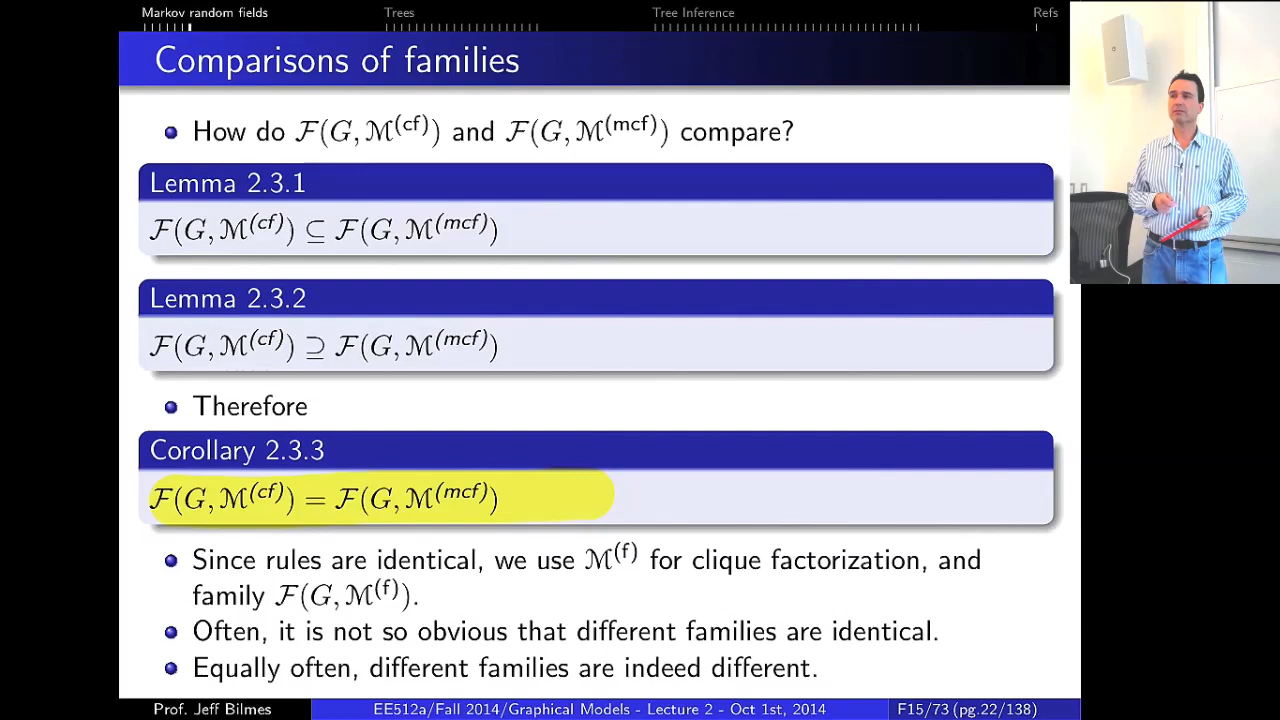 Markov random fields Trees Tree Inference Refs
Comparisons of families
How do F(G, M^(cf)) and F(G, M^(mcf)) compare?
Lemma 2.3.1
F(G, M^(cf)) ⊆ F(G, M^(mcf))
Lemma 2.3.2
F(G, M^(cf)) ⊇ F(G, M^(mcf))
Therefore
Corollary 2.3.3
F(G, M^(cf)) = F(G, M^(mcf))
Since rules are identical, we use M^(f) for clique factorization, and
family F(G, M^(f)).
Often, it is not so obvious that different families are identical.
Equally often, different families are indeed different.
Prof. Jeff Bilmes EE512a/Fall 2014/Graphical Models - Lecture 2 - Oct 1st, 2014 F15/73 (pg.22/138)